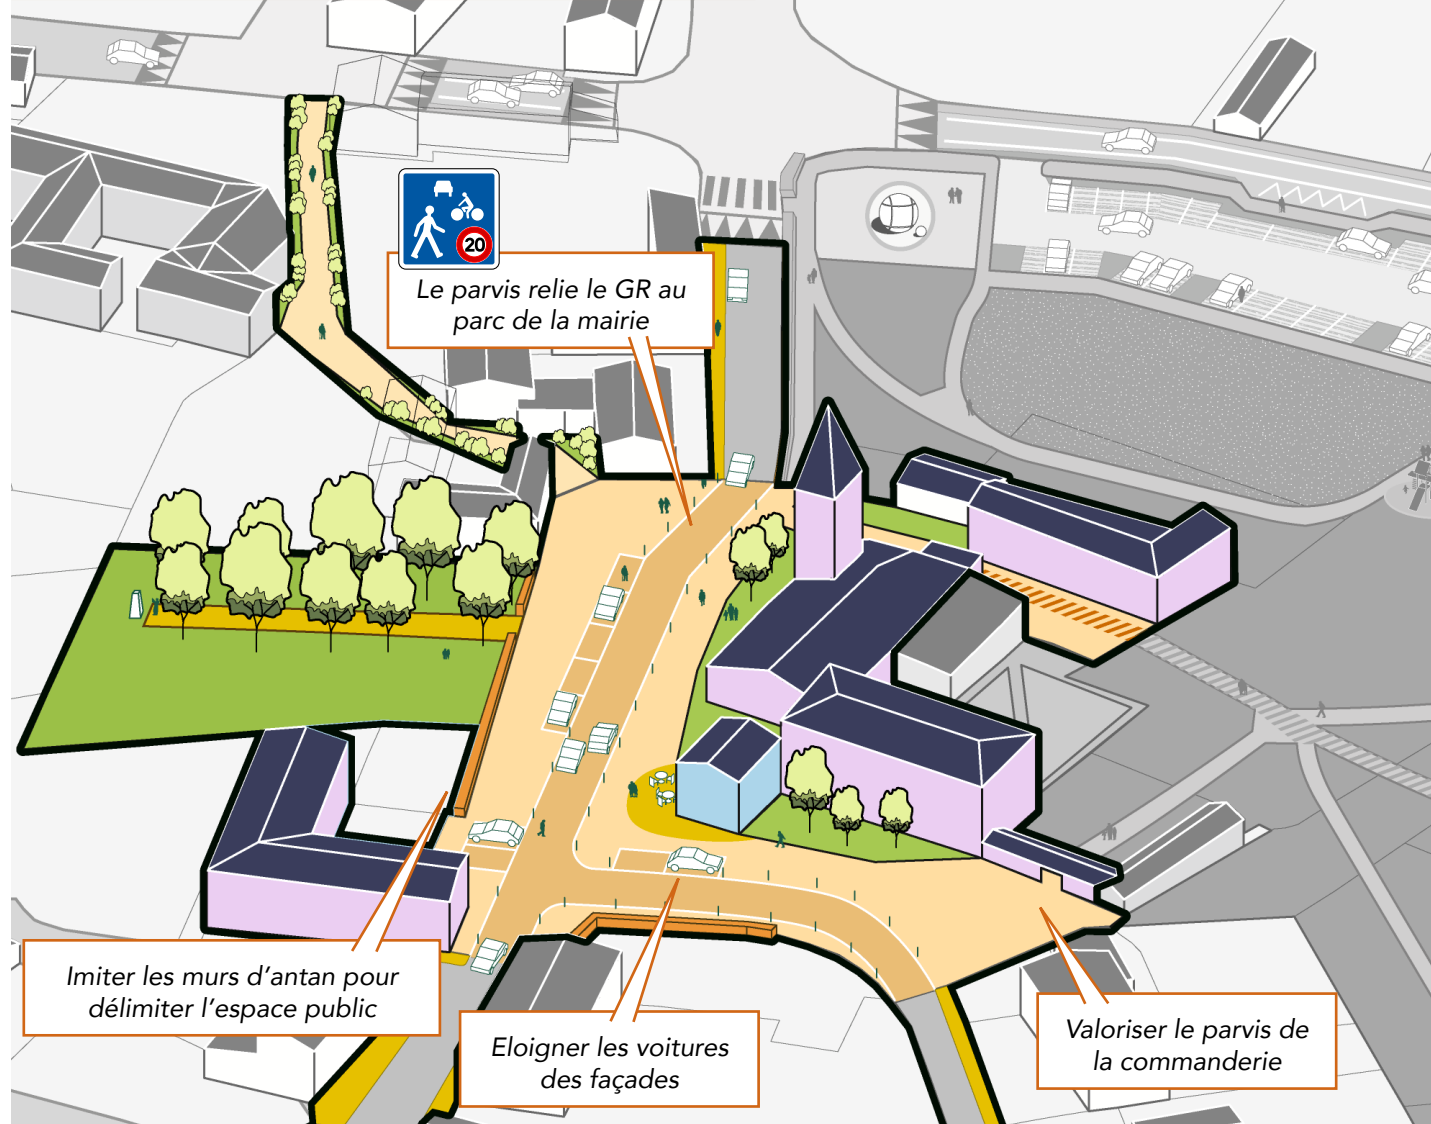 20
Le parvis relie le GR au
parc de la mairie
Imiter les murs d'antan pour
délimiter l'espace public
Eloigner les voitures
des façades
Valoriser le parvis de
la commanderie